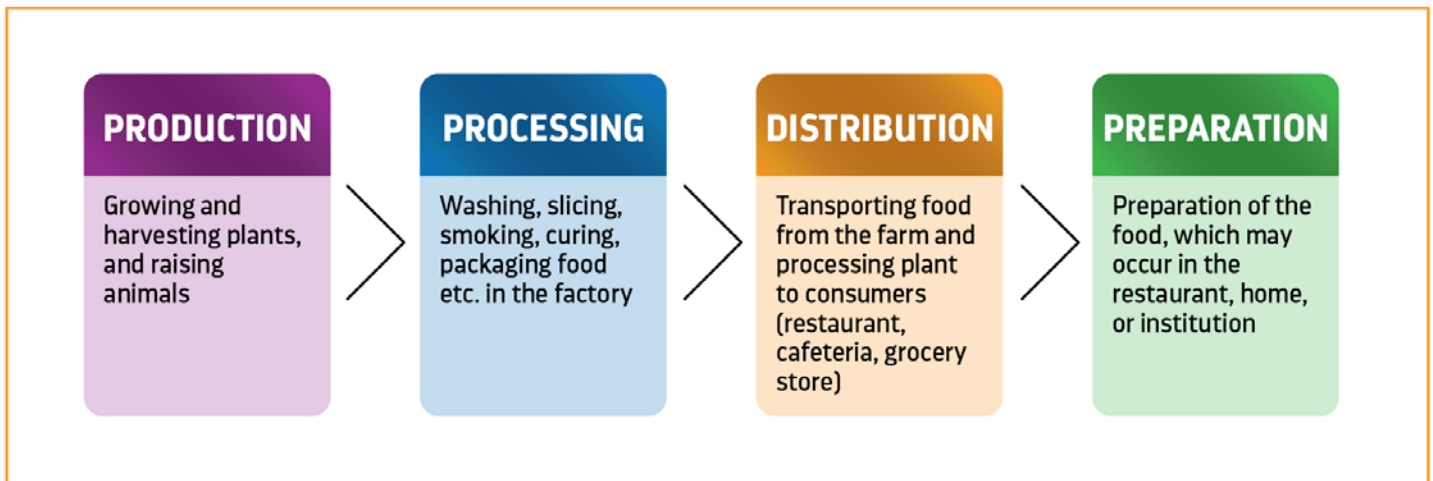 PRODUCTION
Growing and
harvesting plants,
and raising
animals
PROCESSING
Washing, slicing,
smoking, curing,
packaging food
etc. in the factory
DISTRIBUTION
Transporting food
from the farm and
processing plant
to consumers
(restaurant,
cafeteria, grocery
store)
PREPARATION
Preparation of the
food, which may
occur in the
restaurant, home,
or institution